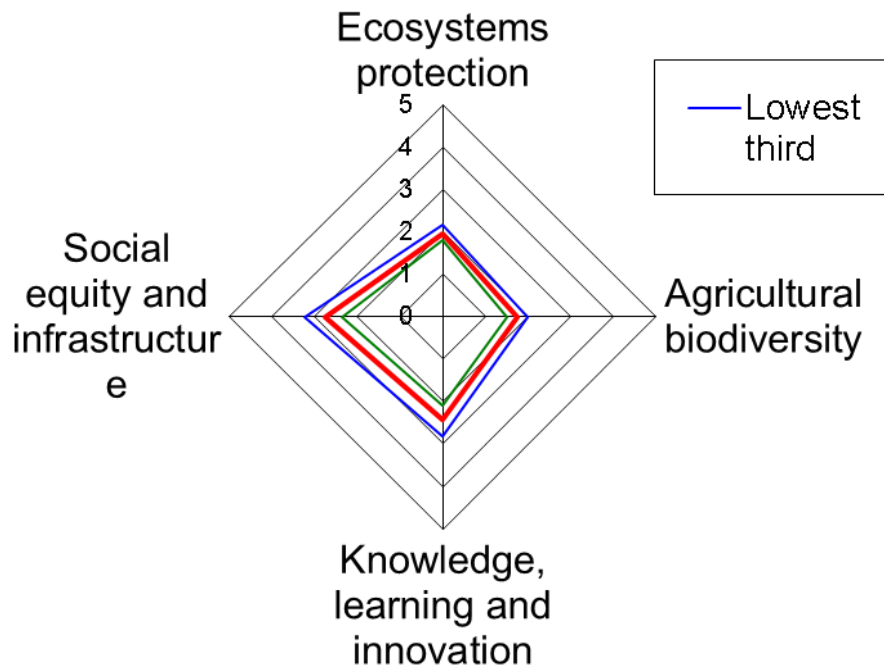 Ecosystems
protection
5
4
3
2
1
0
Lowest
third
Social
equity and
infrastructur
e
Agricultural
biodiversity
Knowledge,
learning and
innovation